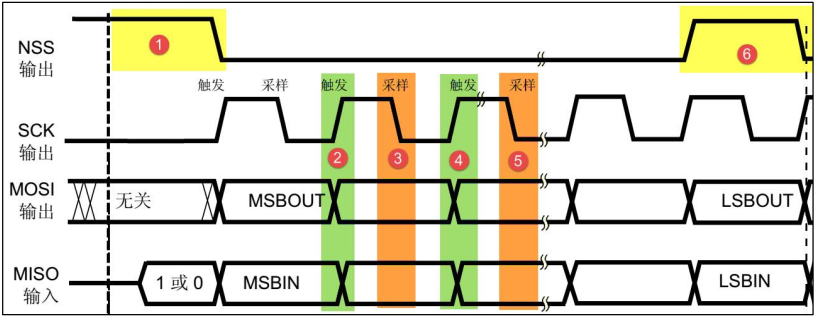 NSS
输出
1
6
触发 采样 触发 采样 触发 采样
SCK
输出
2
3
4
5
MOSI
输出
无关
MSBOUT
LSBOUT
MISO
输入
1 或 0
MSBIN
LSBIN